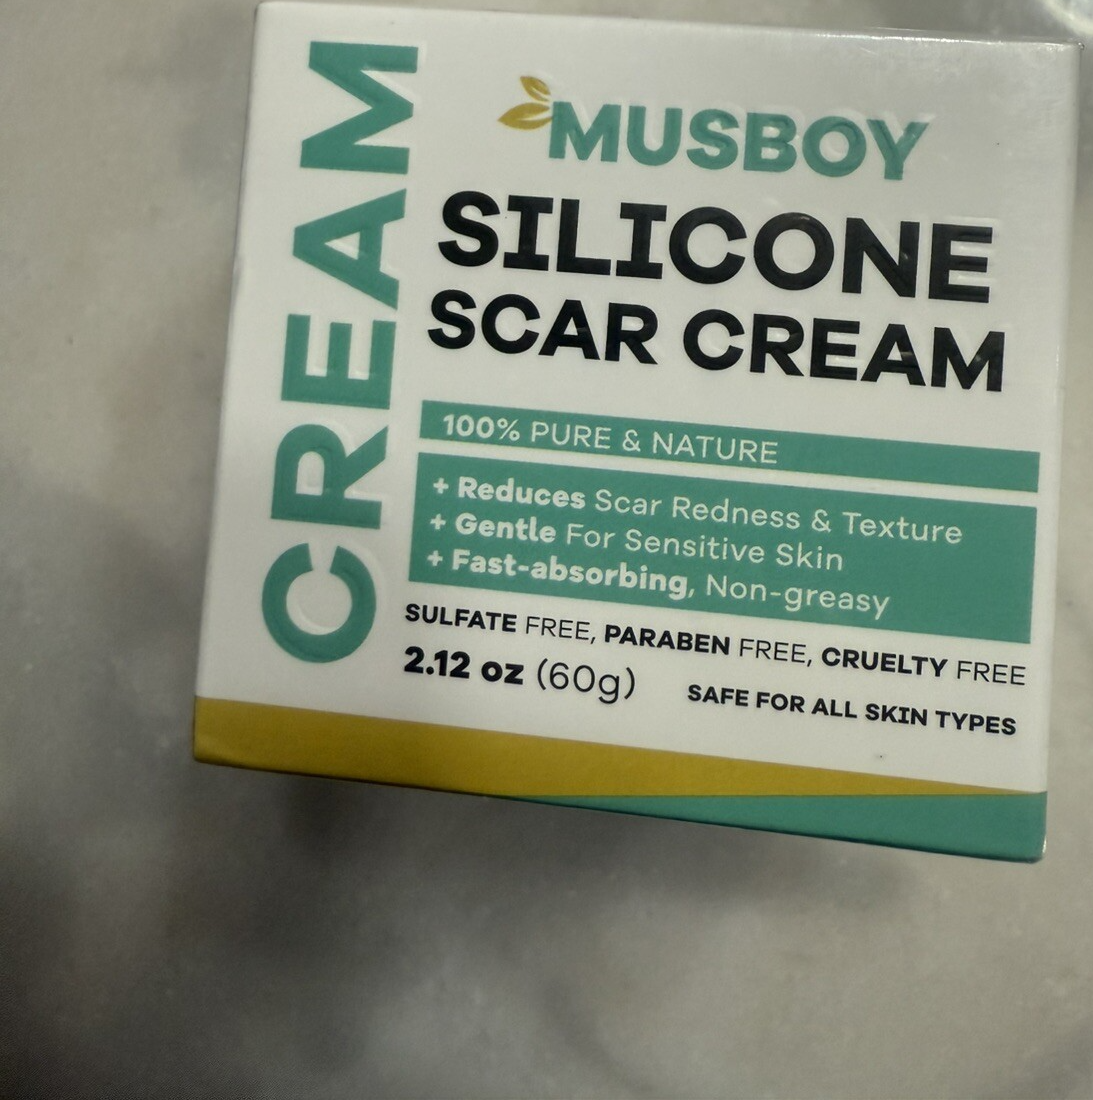 CREAM
MUSBOY
SILICONE
SCAR CREAM
100% PURE & NATURE
+ Reduces Scar Redness & Texture
+ Gentle For Sensitive Skin
+ Fast-absorbing, Non-greasy
SULFATE FREE, PARABEN FREE, CRUELTY FREE
2.12 oz (60g)
SAFE FOR ALL SKIN TYPES